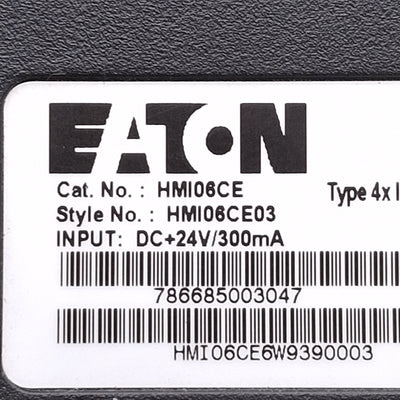 EATON
Cat. No. : HMI06CE
Type 4x
Style No. : HMI06CE03
INPUT: DC+24V/300mA
786685003047
HMI06CE6W9390003